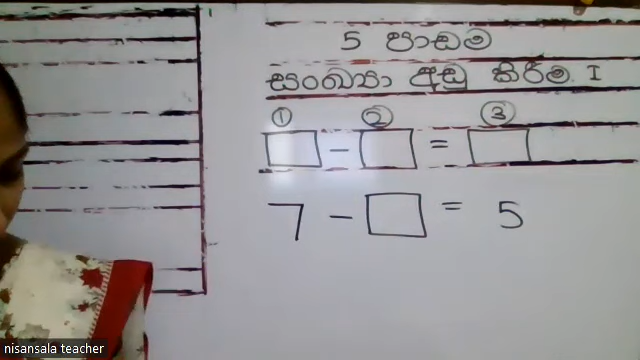 5 පාඩම
සංඛ්‍යා අඩු කිරීම I
① ② ③
□ - □ = □
7 - □ = 5
nisansala teacher